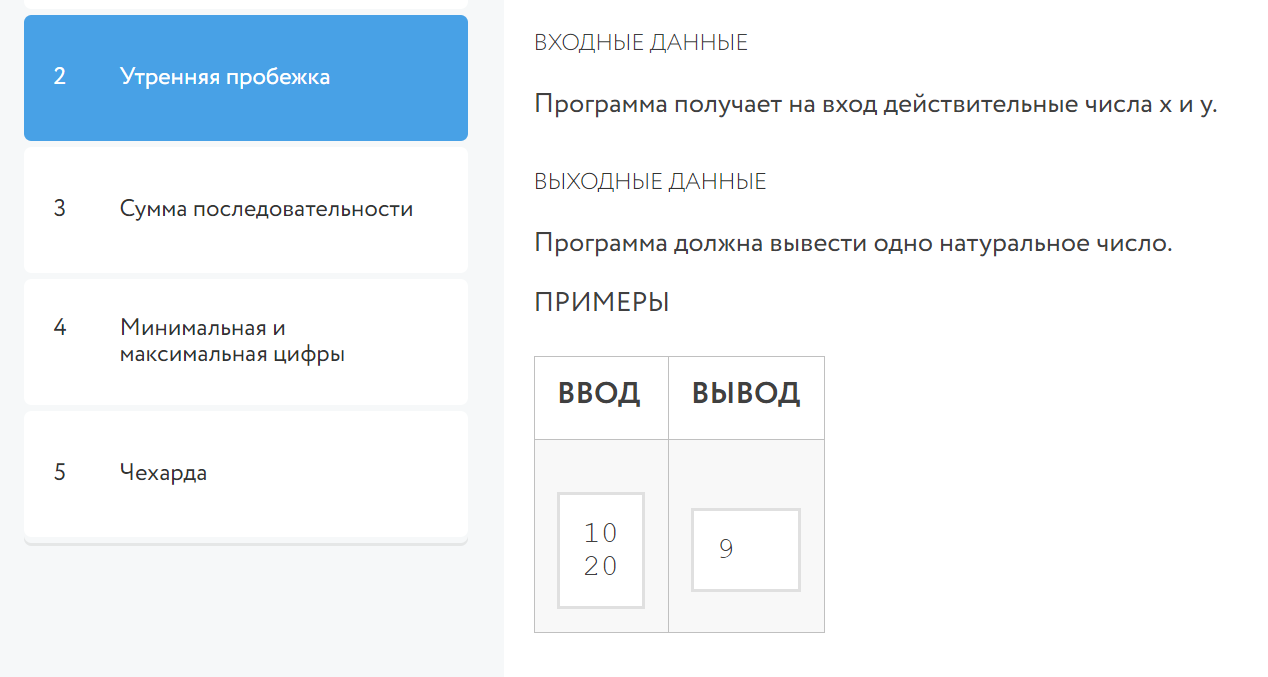 2 Утренняя пробежка
3 Сумма последовательности
4 Минимальная и
максимальная цифры
5 Чехарда
ВХОДНЫЕ ДАННЫЕ
Программа получает на вход действительные числа x и y.
ВЫХОДНЫЕ ДАННЫЕ
Программа должна вывести одно натуральное число.
ПРИМЕРЫ
ВВОД ВЫВОД
10
20
9